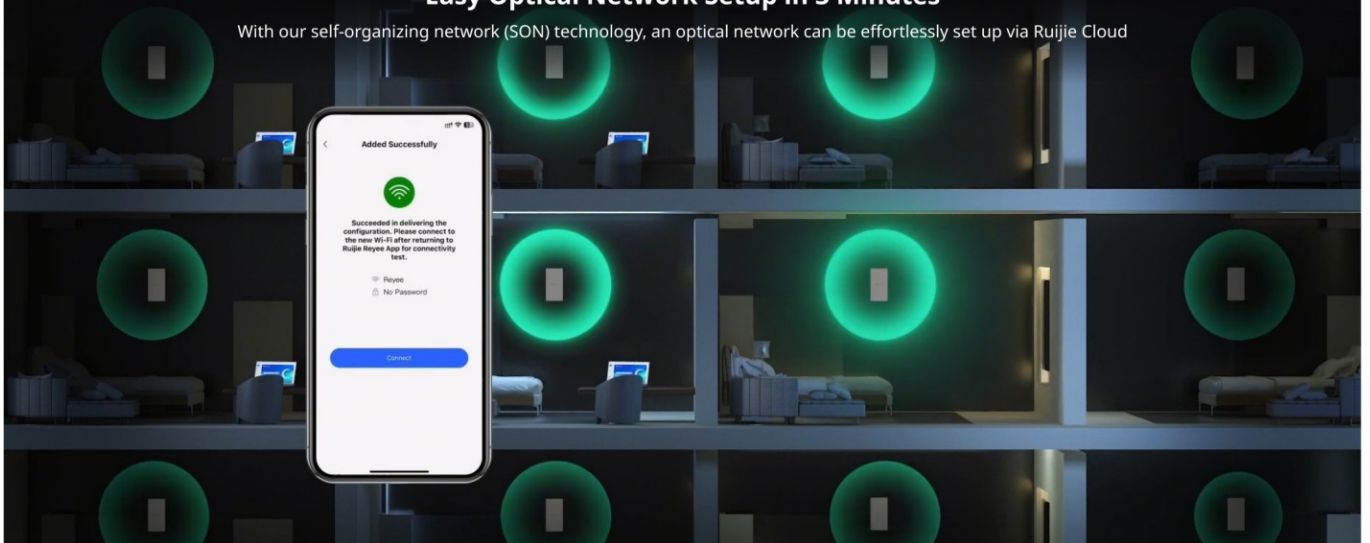 Easy Optical Network Setup in 5 Minutes
With our self-organizing network (SON) technology, an optical network can be effortlessly set up via Ruijie Cloud
Added Successfully
Succeeded in delivering the
configuration. Please connect to
the new Wi-Fi after returning to
Ruijie Reyee App for connectivity
test.
Reyee
No Password
Connect